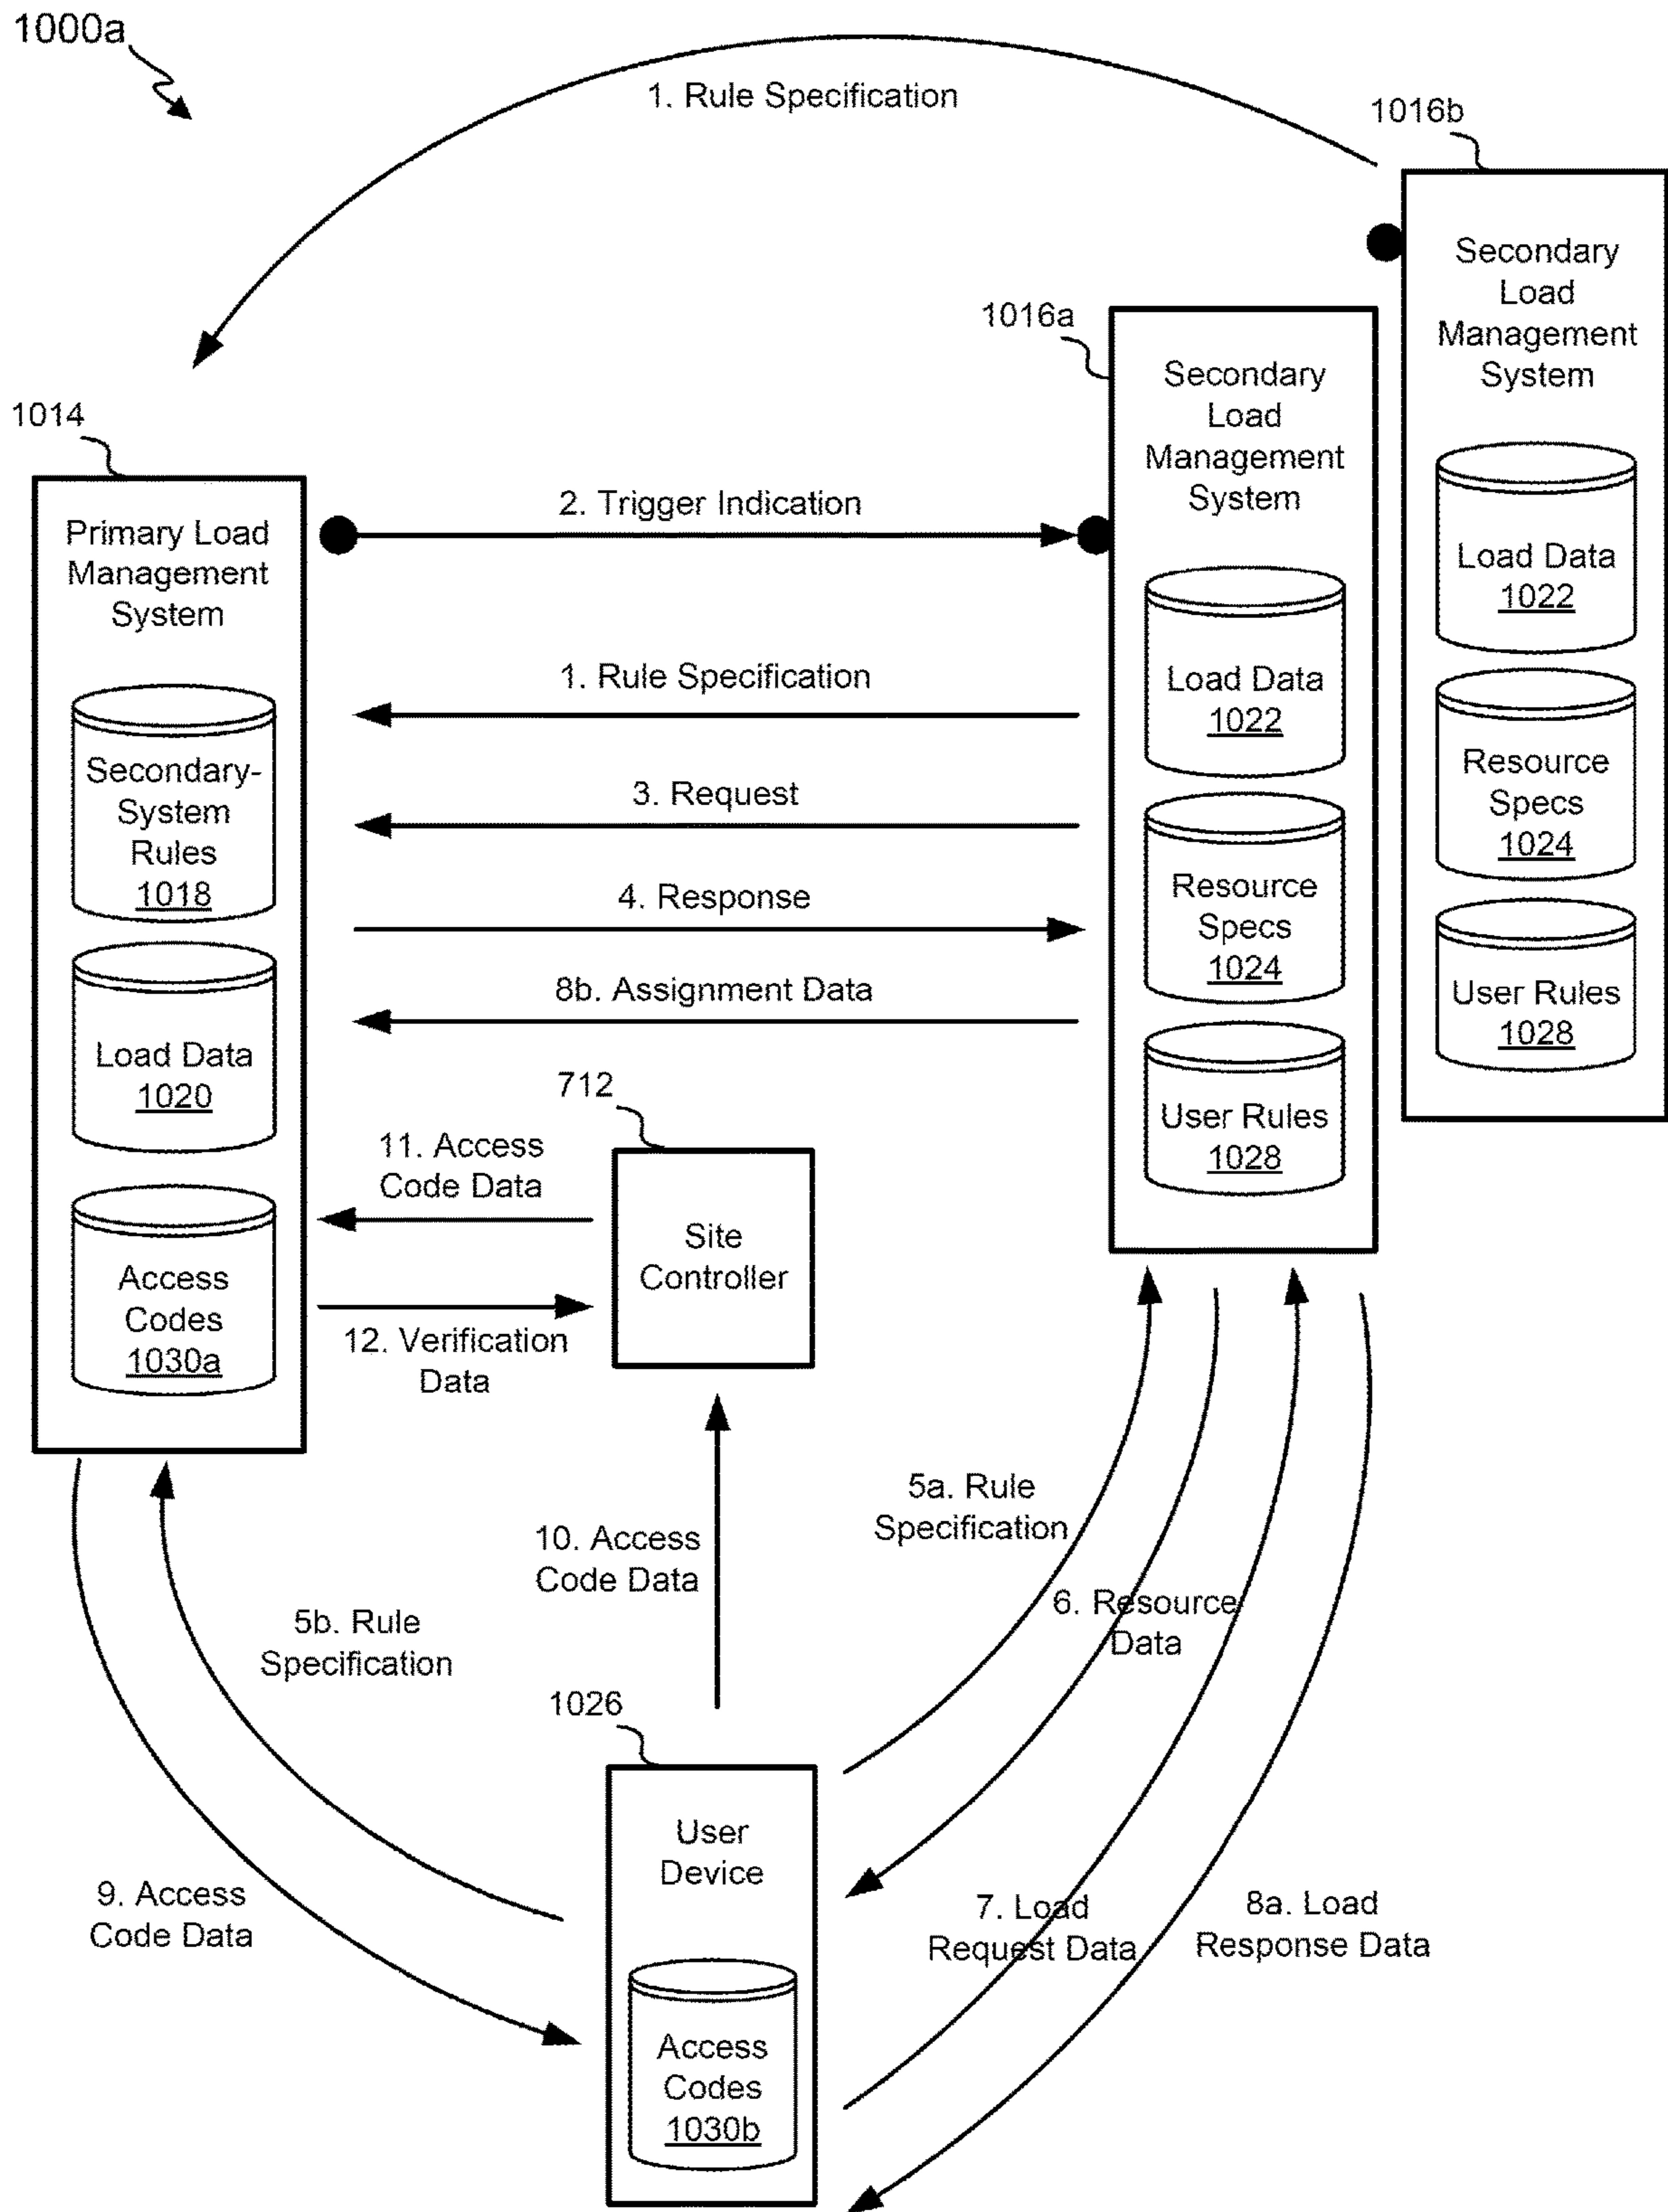 1000a
1. Rule Specification
1016b
Secondary
Load
Management
System
Load Data
1022
Resource
Specs
1024
User Rules
1028
1016a
Secondary
Load
Management
System
Load Data
1022
Resource
Specs
1024
User Rules
1028
1014
Primary Load
Management
System
Secondary-
System
Rules
1018
Load Data
1020
Access
Codes
1030a
2. Trigger Indication
1. Rule Specification
3. Request
4. Response
8b. Assignment Data
712
11. Access
Code Data
Site
Controller
12. Verification
Data
10. Access
Code Data
5a. Rule
Specification
6. Resource
Data
5b. Rule
Specification
1026
User
Device
Access
Codes
1030b
9. Access
Code Data
7. Load
Request Data
8a. Load
Response Data